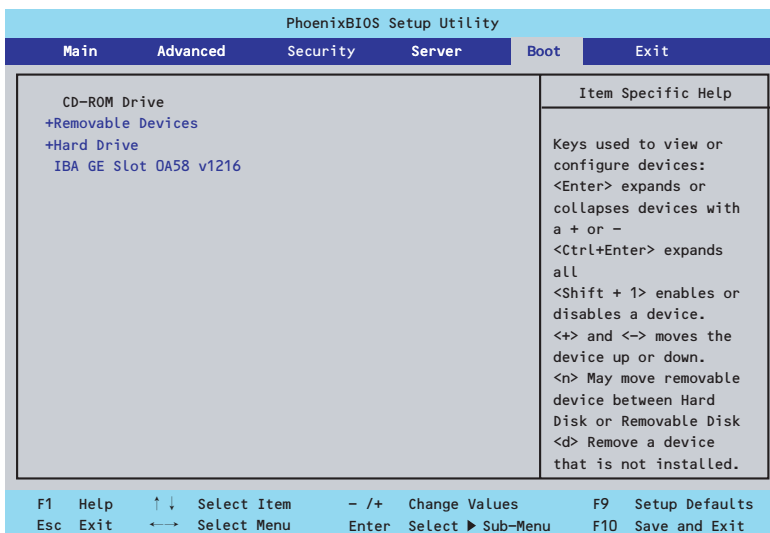 PhoenixBIOS Setup Utility
Main Advanced Security Server Boot Exit
CD-ROM Drive
+Removable Devices
+Hard Drive
IBA GE Slot 0A58 v1216
Item Specific Help
Keys used to view or
configure devices:
<Enter> expands or
collapses devices with
a + or -
<Ctrl+Enter> expands
all
<Shift + 1> enables or
disables a device.
<+> and <-> moves the
device up or down.
<n> May move removable
device between Hard
Disk or Removable Disk
<d> Remove a device
that is not installed.
F1 Help ↑↓ Select Item - /+ Change Values F9 Setup Defaults
Esc Exit ←→ Select Menu Enter Select ▶ Sub-Menu F10 Save and Exit